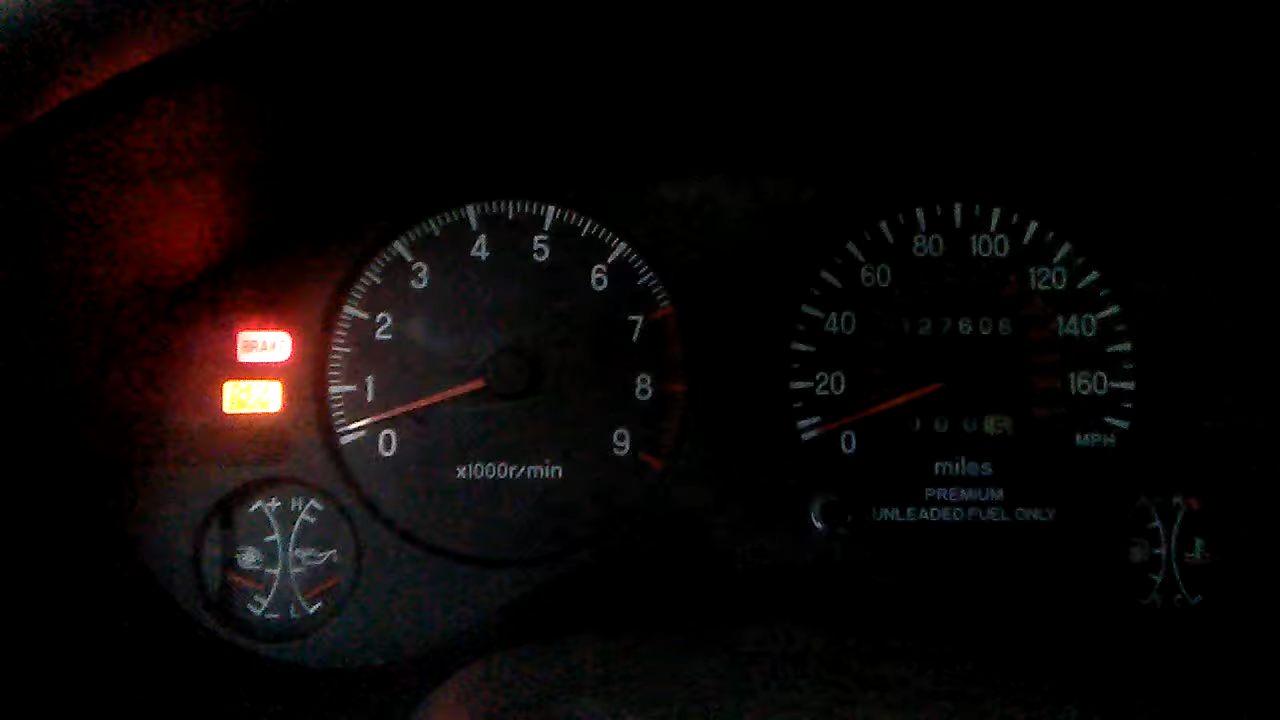 BRAKE
0 1 2 3 4 5 6 7 8 9
x1000r/min
0 20 40 60 80 100 120 140 160
127608
MPH
miles
PREMIUM
UNLEADED FUEL ONLY
+ H
- L